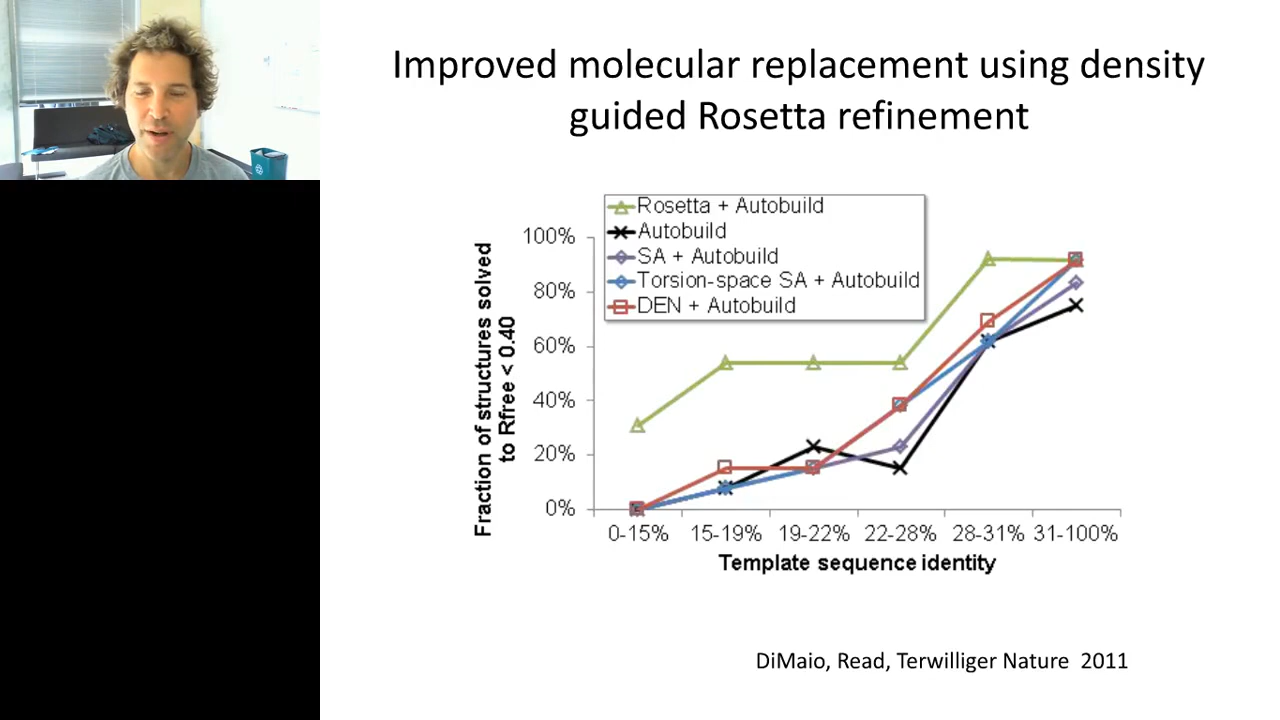 Improved molecular replacement using density
guided Rosetta refinement
Rosetta + Autobuild
Autobuild
SA + Autobuild
Torsion-space SA + Autobuild
DEN + Autobuild
Fraction of structures solved
to Rfree < 0.40
100%
80%
60%
40%
20%
0%
0-15% 15-19% 19-22% 22-28% 28-31% 31-100%
Template sequence identity
DiMaio, Read, Terwilliger Nature 2011